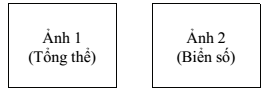 Ảnh 1
(Tổng thể)
Ảnh 2
(Biển số)